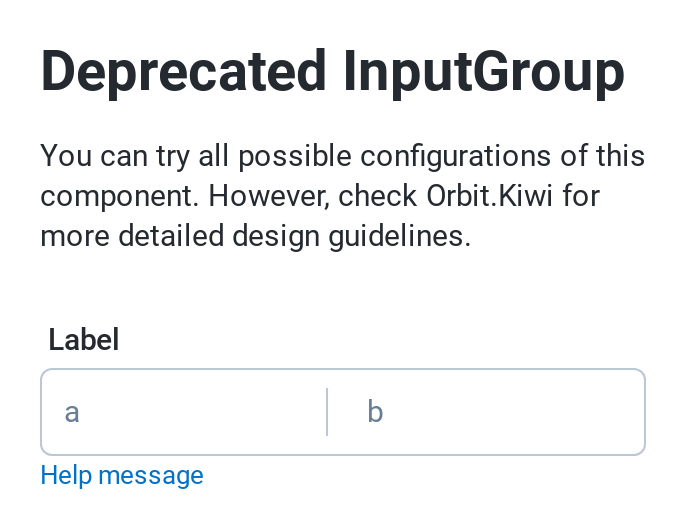 Deprecated InputGroup
You can try all possible configurations of this
component. However, check Orbit.Kiwi for
more detailed design guidelines.
Label
a b
Help message